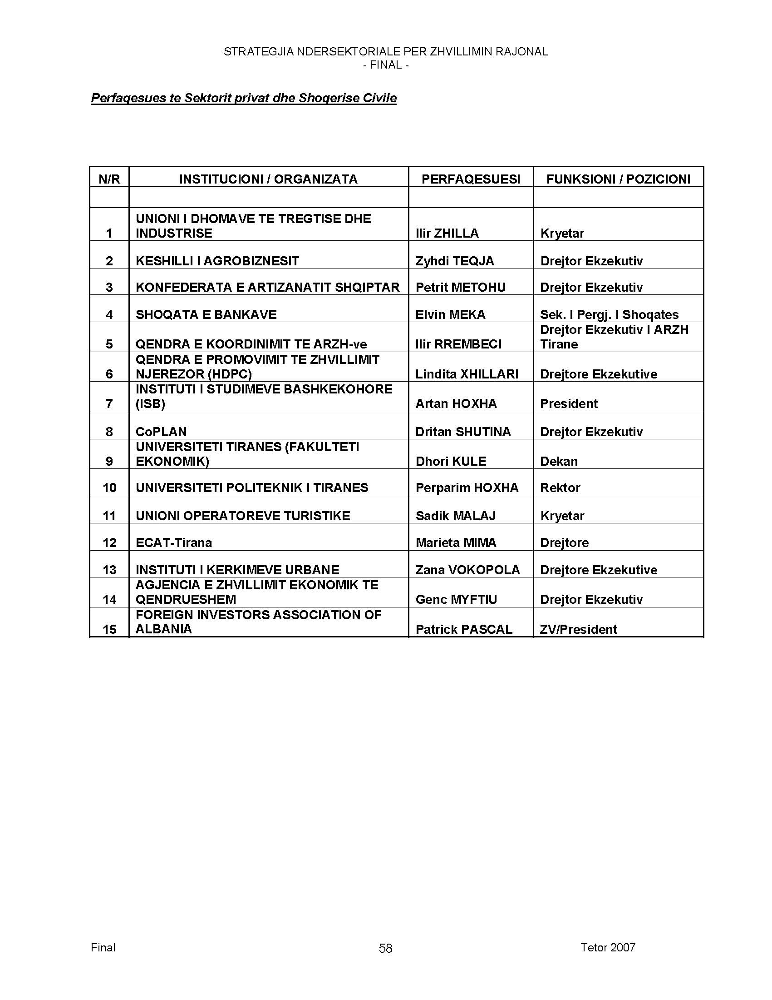 STRATEGJIA NDERSEKTORIALE PER ZHVILLIMIN RAJONAL
- FINAL -
Perfaqesues te Sektorit privat dhe Shoqerise Civile
N/R INSTITUCIONI / ORGANIZATA PERFAQESUESI FUNKSIONI / POZICIONI
UNIONI I DHOMAVE TE TREGTISE DHE
1 INDUSTRISE Ilir ZHILLA Kryetar
2 KESHILLI I AGROBIZNESIT Zyhdi TEQJA Drejtor Ekzekutiv
3 KONFEDERATA E ARTIZANATIT SHQIPTAR Petrit METOHU Drejtor Ekzekutiv
4 SHOQATA E BANKAVE Elvin MEKA Sek. I Pergj. I Shoqates
Drejtor Ekzekutiv I ARZH
5 QENDRA E KOORDINIMIT TE ARZH-ve Ilir RREMBECI Tirane
QENDRA E PROMOVIMIT TE ZHVILLIMIT
6 NJEREZOR (HDPC) Lindita XHILLARI Drejtore Ekzekutive
INSTITUTI I STUDIMEVE BASHKEKOHORE
7 (ISB) Artan HOXHA President
8 CoPLAN Dritan SHUTINA Drejtor Ekzekutiv
UNIVERSITETI TIRANES (FAKULTETI
9 EKONOMIK) Dhori KULE Dekan
10 UNIVERSITETI POLITEKNIK I TIRANES Perparim HOXHA Rektor
11 UNIONI OPERATOREVE TURISTIKE Sadik MALAJ Kryetar
12 ECAT-Tirana Marieta MIMA Drejtore
13 INSTITUTI I KERKIMEVE URBANE Zana VOKOPOLA Drejtore Ekzekutive
AGJENCIA E ZHVILLIMIT EKONOMIK TE
14 QENDRUESHEM Genc MYFTIU Drejtor Ekzekutiv
FOREIGN INVESTORS ASSOCIATION OF
15 ALBANIA Patrick PASCAL ZV/President
Final 58 Tetor 2007